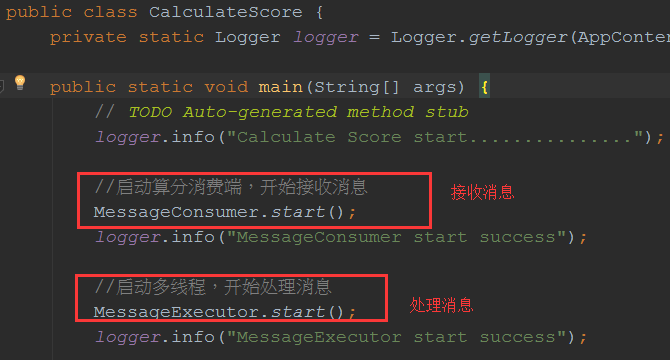 public class CalculateScore {
private static Logger logger = Logger.getLogger(AppConte
public static void main(String[] args) {
// TODO Auto-generated method stub
logger.info("Calculate Score start...............");
//启动算分消费端，开始接收消息
接收消息
MessageConsumer.start();
logger.info("MessageConsumer start success");
//启动多线程，开始处理消息
处理消息
MessageExecutor.start();
logger.info("MessageExecutor start success");